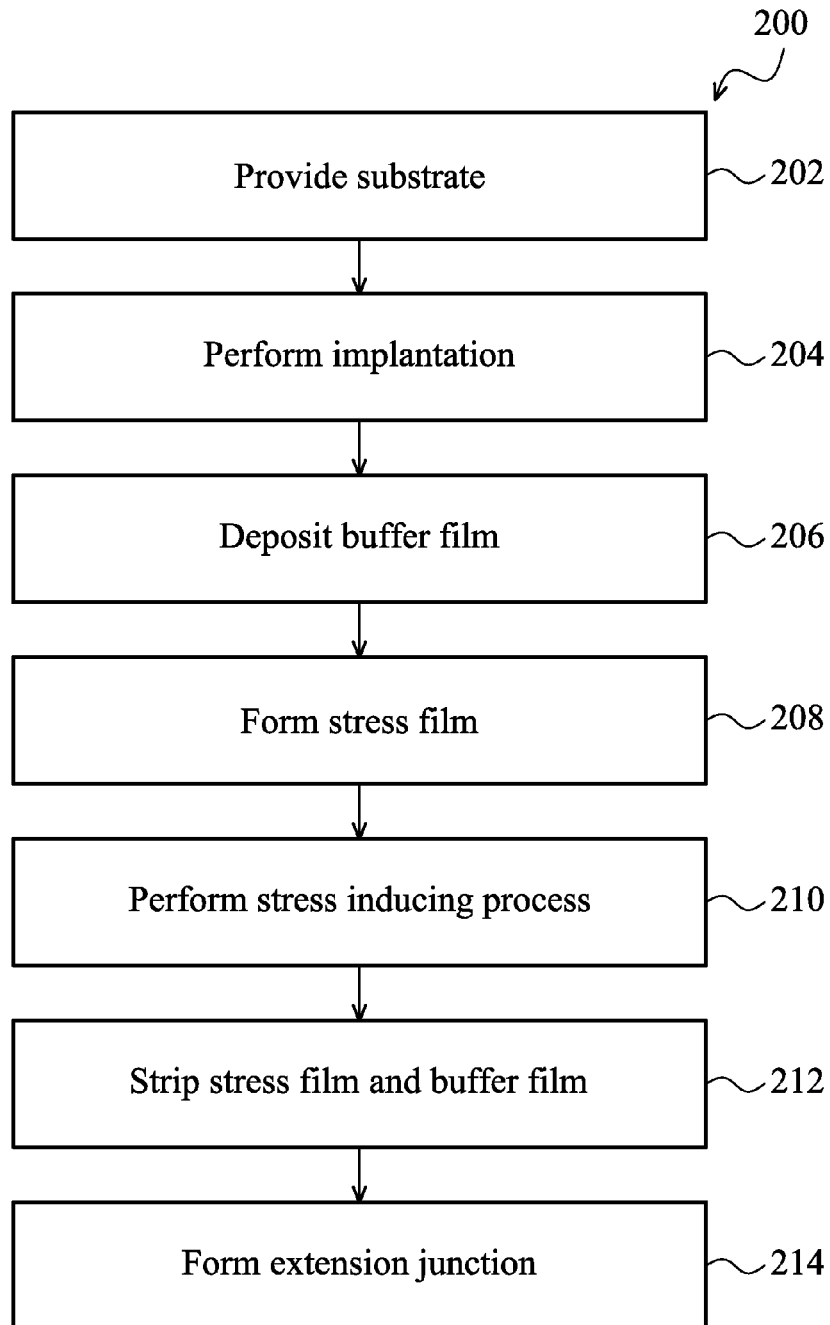 200
Provide substrate 202
Perform implantation 204
Deposit buffer film 206
Form stress film 208
Perform stress inducing process 210
Strip stress film and buffer film 212
Form extension junction 214